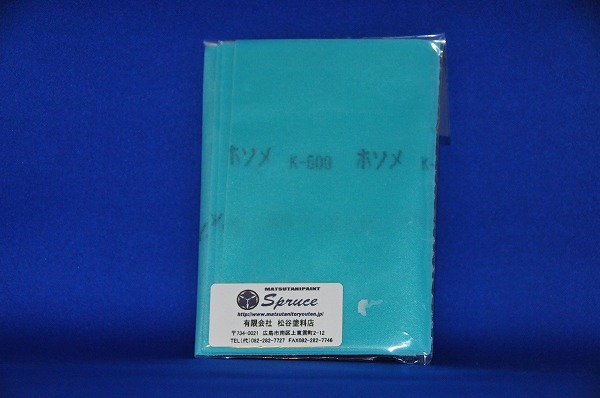 ホソメ K-600 ホソメ K-
MATSUTANIPAINT
Spruce
http://www.matsutanitoryouten.jp/
有限会社 松谷塗料店
〒734-0021 広島市南区上東雲町2-12
TEL(代)082-282-7727 FAX082-282-7746